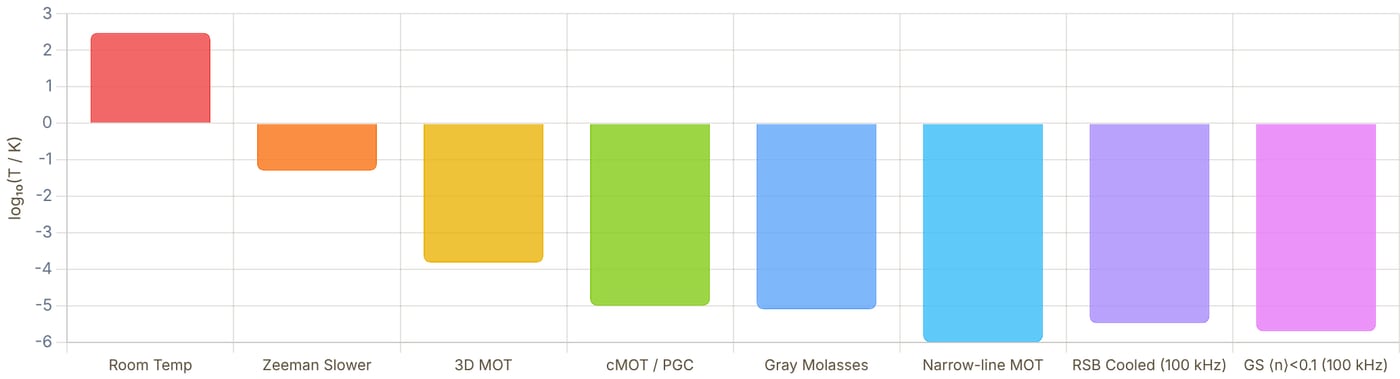 3
2
1
0
-1
-2
-3
-4
-5
-6
log₁₀(T / K)
Room Temp
Zeeman Slower
3D MOT
cMOT / PGC
Gray Molasses
Narrow-line MOT
RSB Cooled (100 kHz)
GS ⟨n⟩<0.1 (100 kHz)